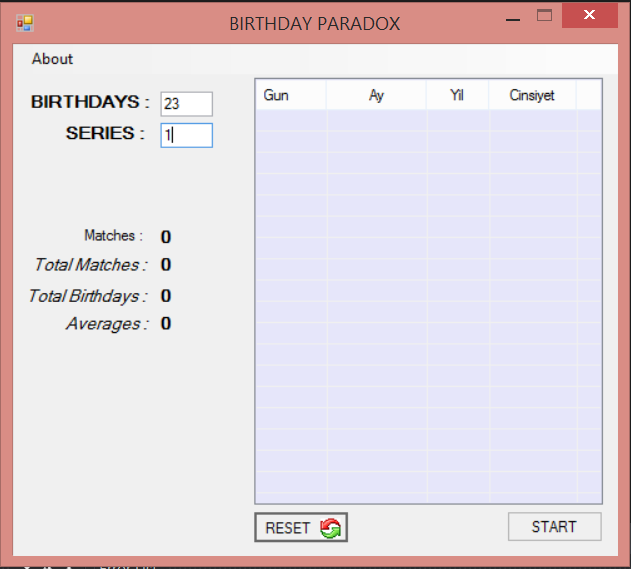 BIRTHDAY PARADOX
About
BIRTHDAYS : 23
SERIES : 1
Matches : 0
Total Matches : 0
Total Birthdays : 0
Averages : 0
Gun Ay Yil Cinsiyet
RESET START